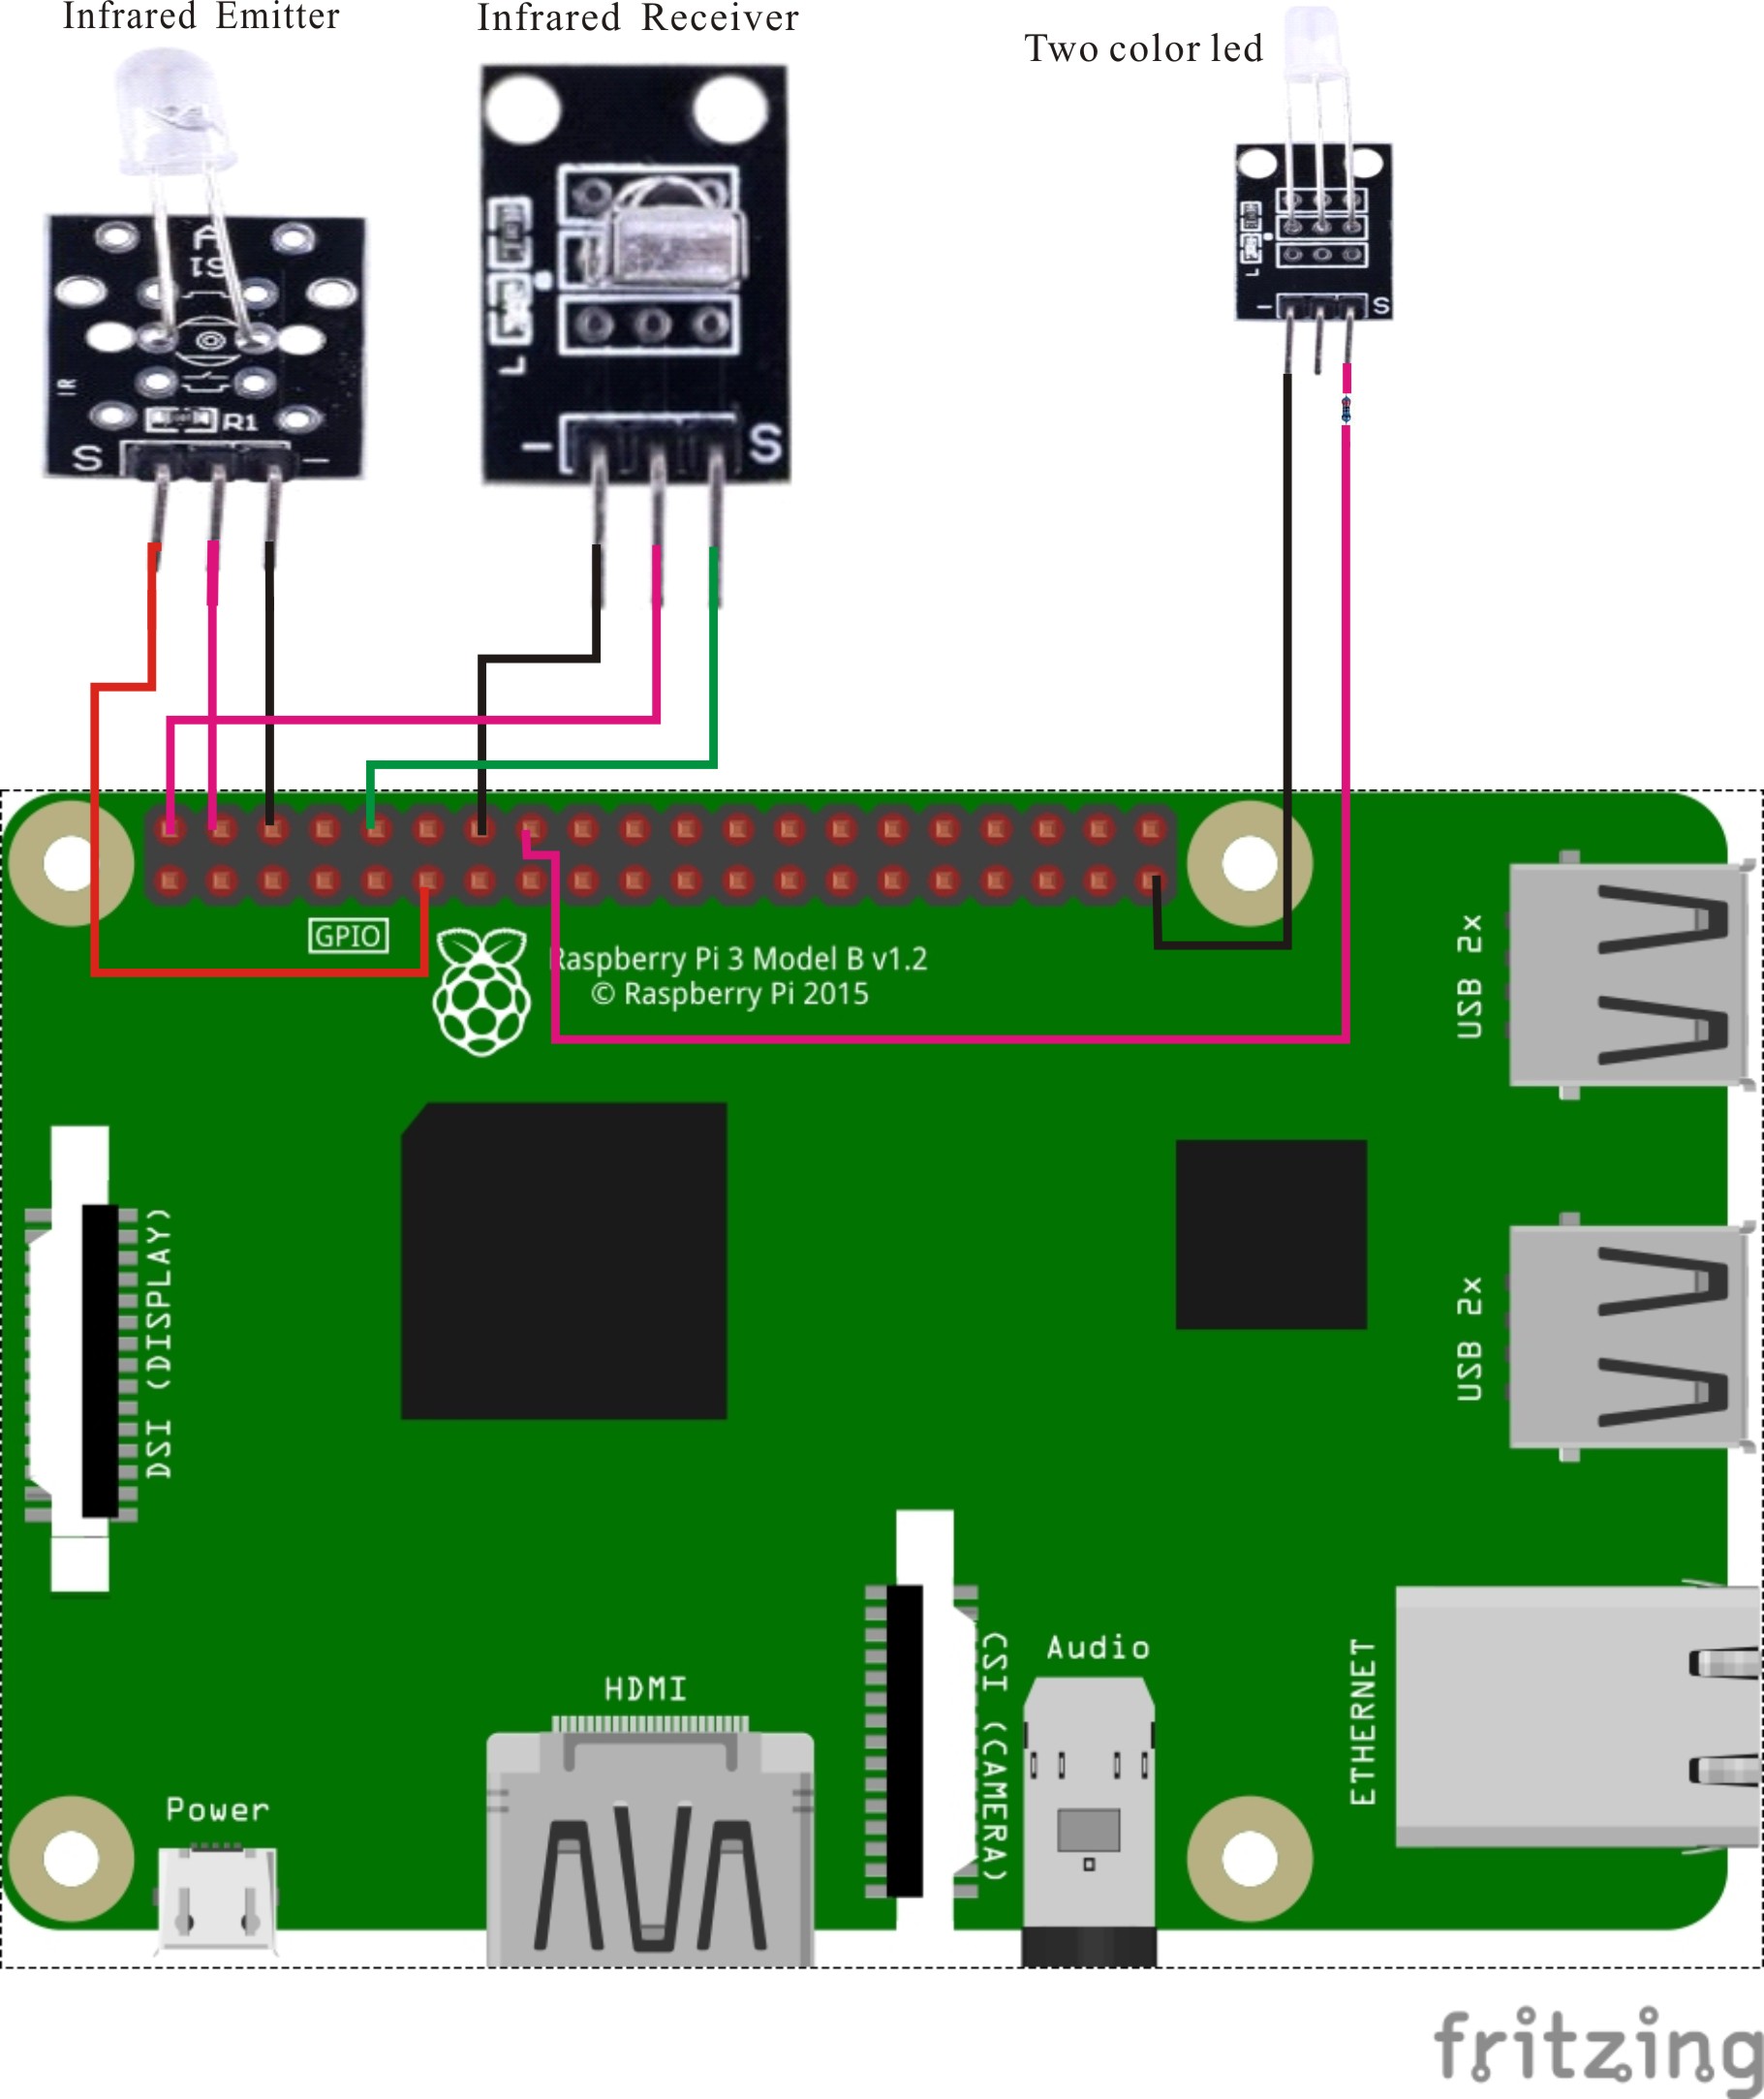 Infrared Emitter
Infrared Receiver
Two color led
A
S1
IR
R1
S
−
L
−
S
L
−
S
GPIO
Raspberry Pi 3 Model B v1.2
© Raspberry Pi 2015
USB 2x
USB 2x
DSI (DISPLAY)
CSI (CAMERA)
Audio
HDMI
ETHERNET
Power
fritzing